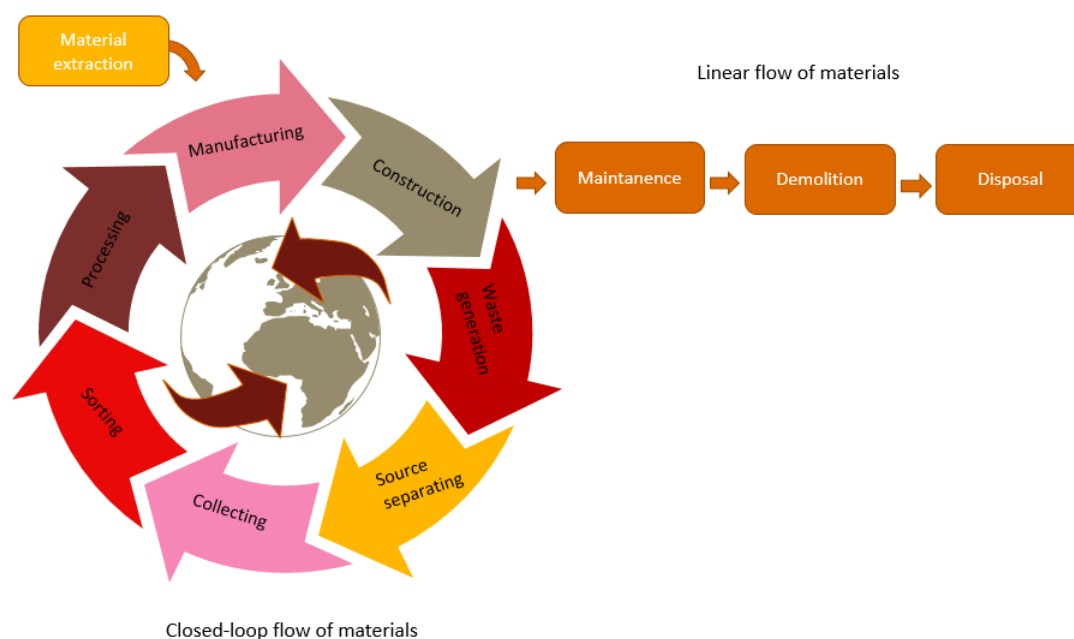 Material
extraction
Linear flow of materials
Manufacturing
Construction
Maintanence
Demolition
Disposal
Processing
Waste
generation
Sorting
Source
separating
Collecting
Closed-loop flow of materials